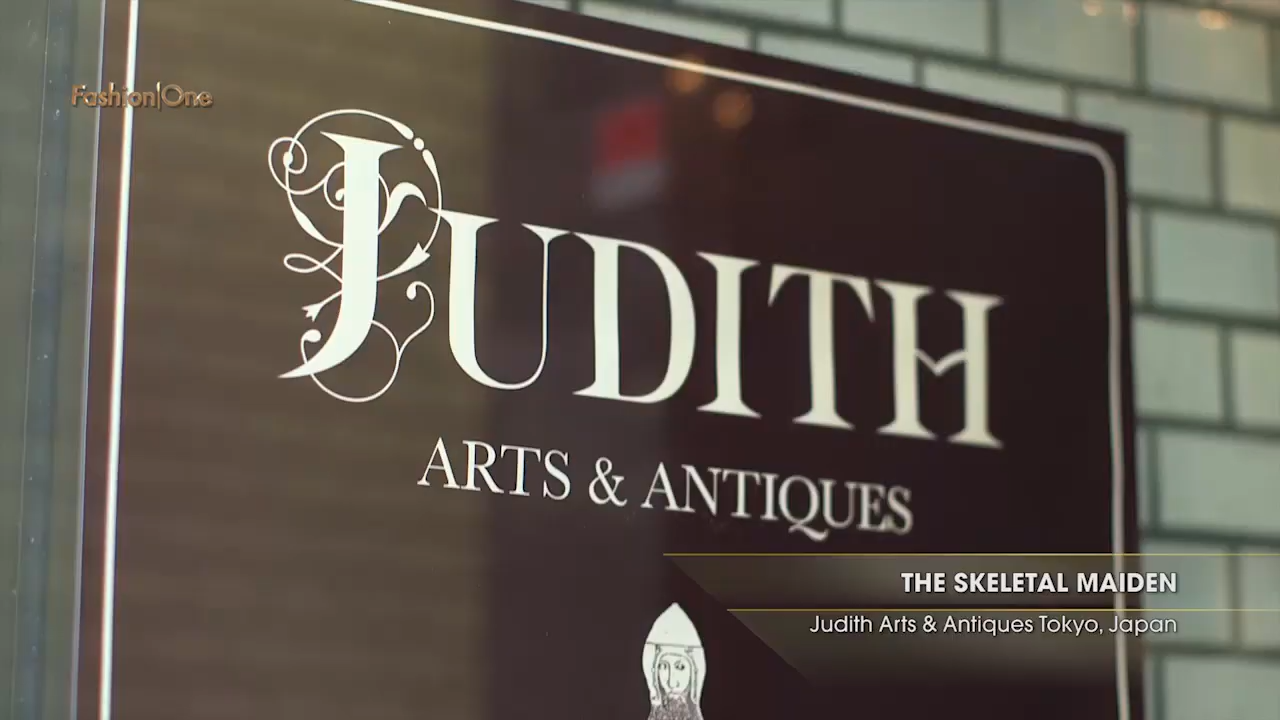 Fashion|One
JUDITH
ARTS & ANTIQUES
THE SKELETAL MAIDEN
Judith Arts & Antiques Tokyo, Japan